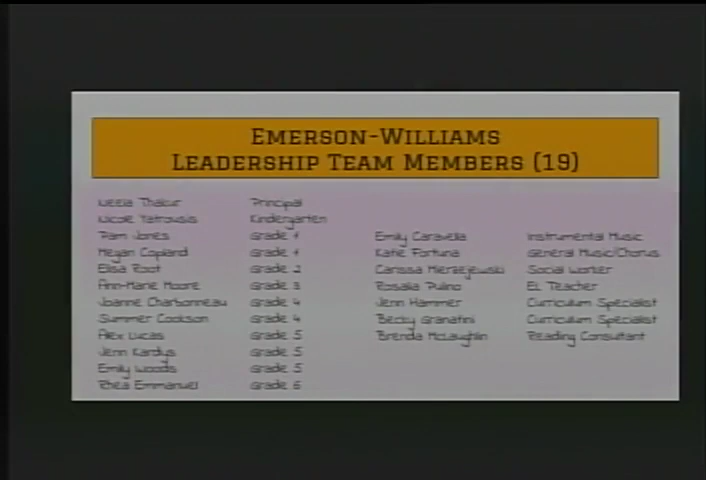 EMERSON-WILLIAMS
LEADERSHIP TEAM MEMBERS (19)
Thakur Principal
Nicole Yatrousis Kindergarten
Pam Jones Grade 1
Megan Copland Grade 1
Elisa Root Grade 2
Ann-Marie Moore Grade 3
Joanne Charbonneau Grade 4
Summer Cookson Grade 4
Alex Lucas Grade 5
Jenn Kardys Grade 5
Emily Woods Grade 5
Rhea Emmanuel Grade 6
Emily Caravella Instrumental Music
Katie Fortuna General Music/Chorus
Carissa Mierzejewski Social Worker
Rosalia Pulino EL Teacher
Jenn Hammer Curriculum Specialist
Becky Granatini Curriculum Specialist
Brenda McLaughlin Reading Consultant